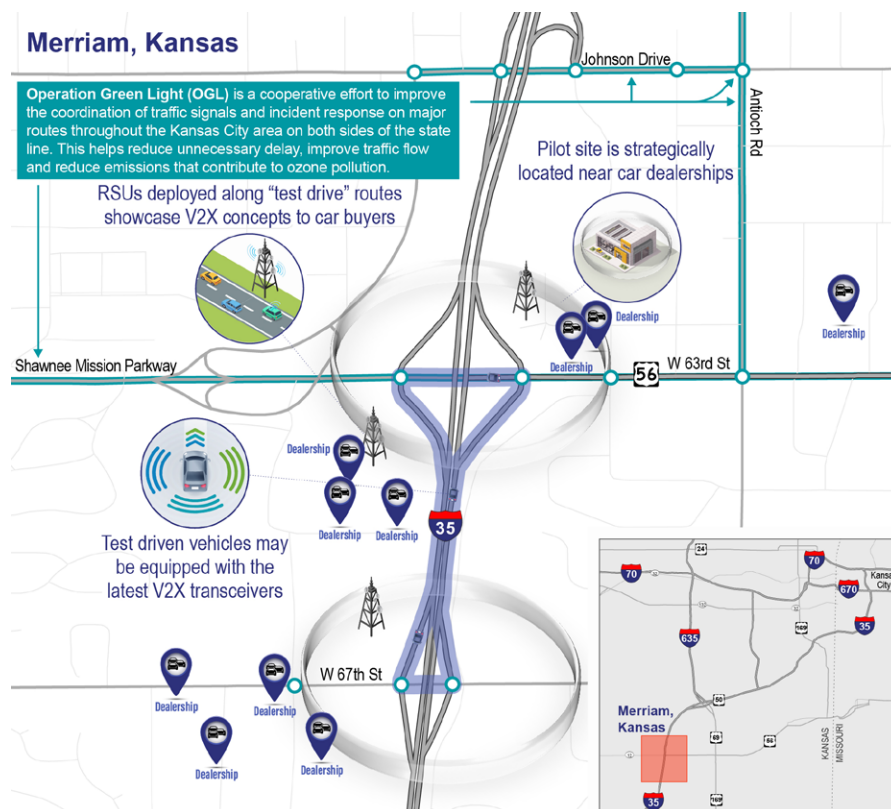 Merriam, Kansas
Johnson Drive
Operation Green Light (OGL) is a cooperative effort to improve
the coordination of traffic signals and incident response on major
routes throughout the Kansas City area on both sides of the state
line. This helps reduce unnecessary delay, improve traffic flow
and reduce emissions that contribute to ozone pollution.
Antioch Rd
RSUs deployed along “test drive” routes
showcase V2X concepts to car buyers
Pilot site is strategically
located near car dealerships
Dealership
Dealership
Dealership
Shawnee Mission Parkway
W 63rd St
56
Dealership
Dealership
Dealership
35
Test driven vehicles may
be equipped with the
latest V2X transceivers
W 67th St
Dealership
Dealership
Dealership
Dealership
24
70
70
Kansas
City
670
169
35
635
50
Merriam,
Kansas
69
56
KANSAS
MISSOURI
35
169